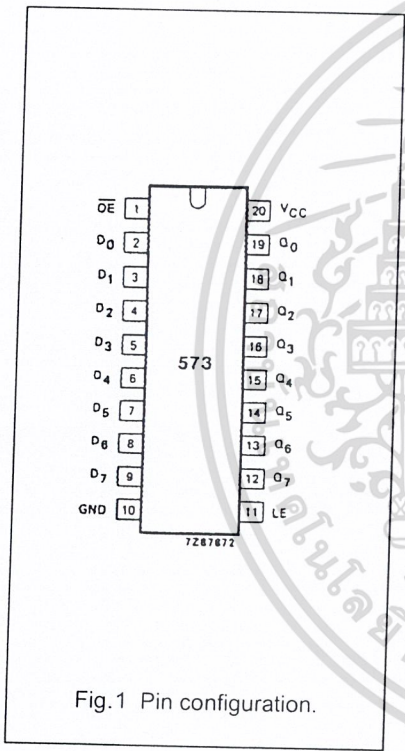 O̅E̅ 1 20 VCC
D0 2 19 Q0
D1 3 18 Q1
D2 4 17 Q2
D3 5 16 Q3
D4 6 573 15 Q4
D5 7 14 Q5
D6 8 13 Q6
D7 9 12 Q7
GND 10 11 LE
7Z87672
Fig.1 Pin configuration.